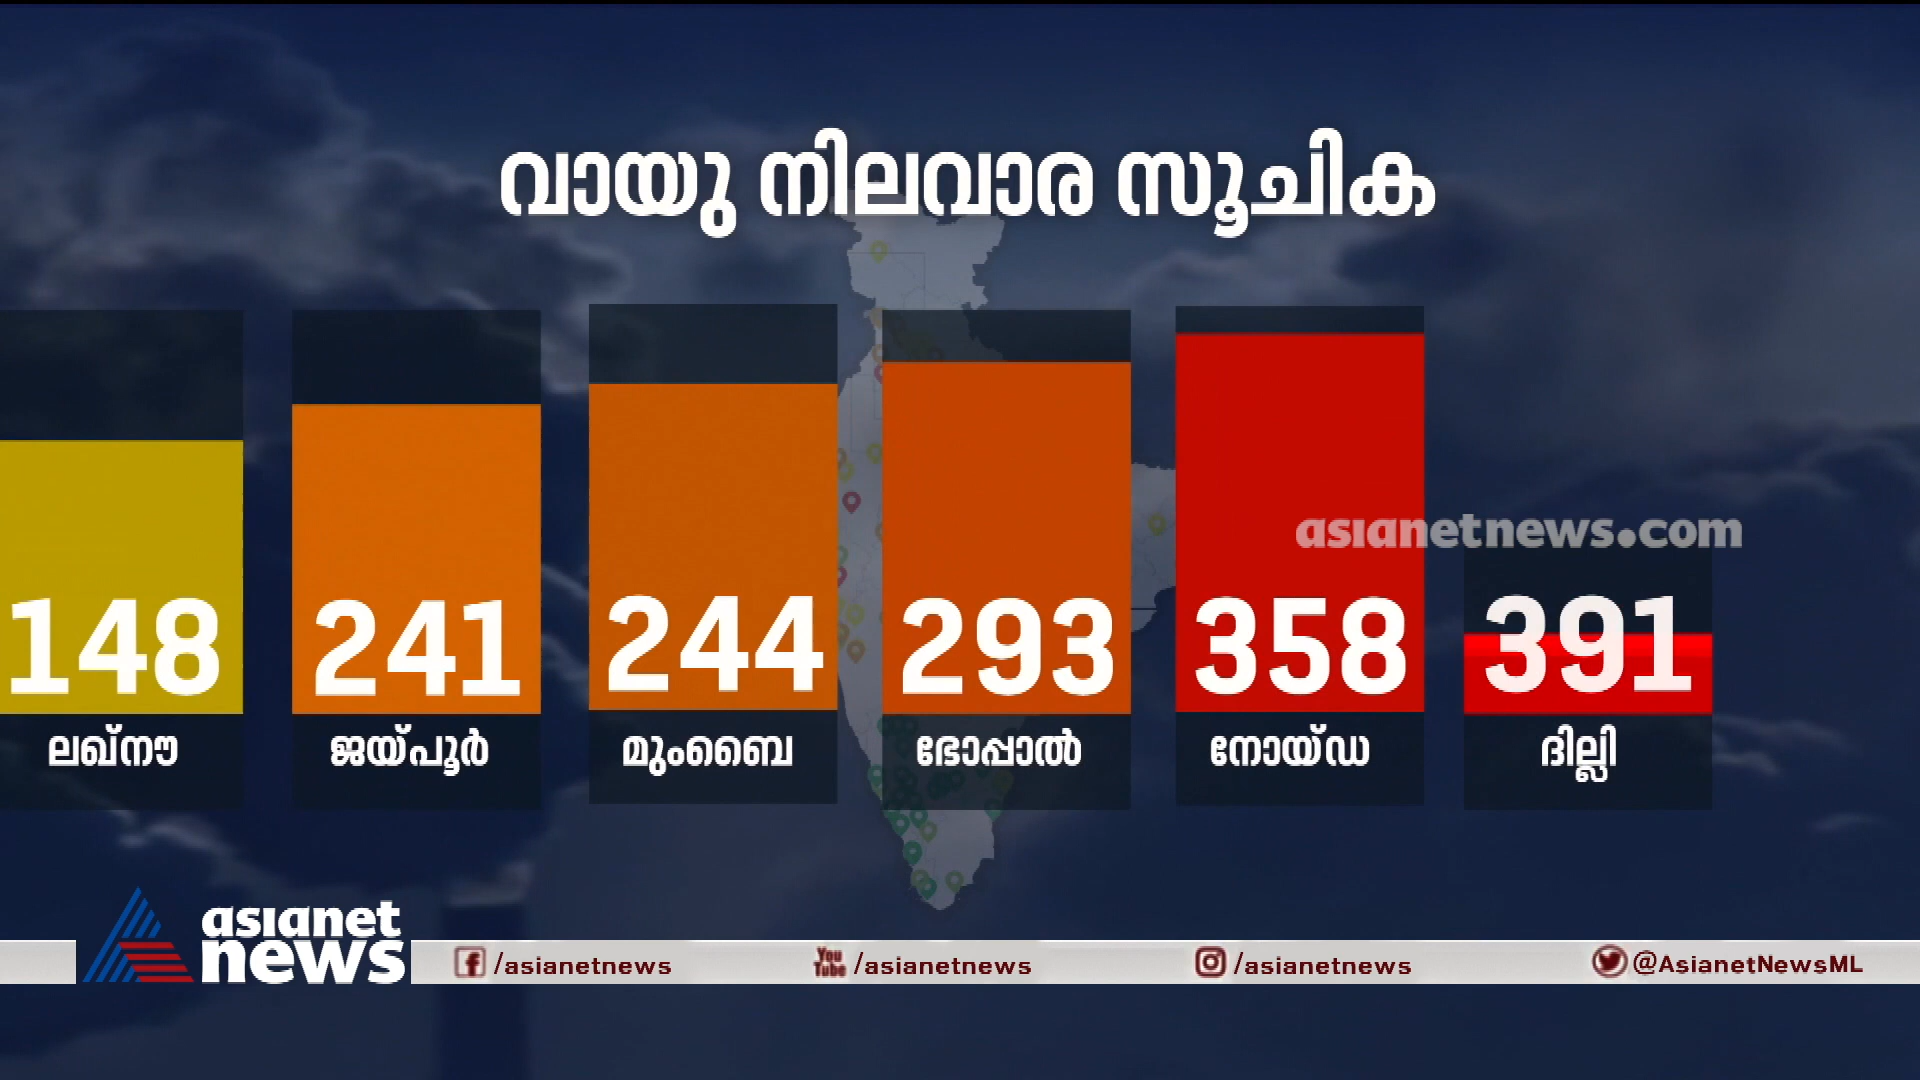 വായു നിലവാര സൂചിക
asianetnews.com
148 241 244 293 358 391
ലഖ്നൗ ജയ്പൂർ മുംബൈ ഭോപ്പാൽ നോയ്ഡ ദില്ലി
asianet
news
/asianetnews You Tube /asianetnews /asianetnews @AsianetNewsML